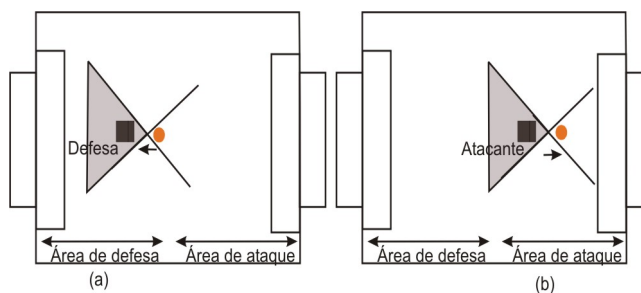 Defesa
Atacante
Área de defesa
Área de ataque
Área de defesa
Área de ataque
(a)
(b)